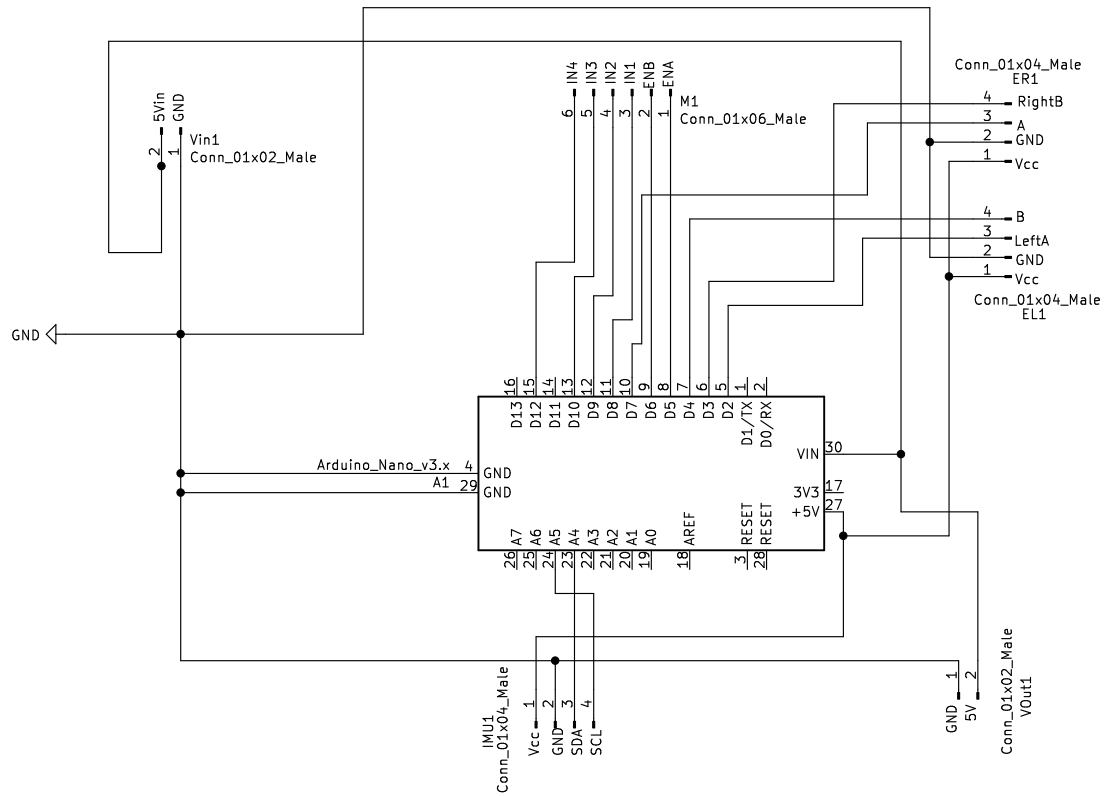 Conn_01x04_Male
ER1
4 RightB
3 A
2 GND
1 Vcc
IN4
IN3
IN2
IN1
ENB
ENA
6
5
4
3
2
1
M1
Conn_01x06_Male
5Vin
GND
2
1
Vin1
Conn_01x02_Male
4 B
3 LeftA
2 GND
1 Vcc
Conn_01x04_Male
EL1
GND
16
15
14
13
12
11
10
9
8
7
6
5
1
2
D13
D12
D11
D10
D9
D8
D7
D6
D5
D4
D3
D2
D1/TX
D0/RX
VIN 30
Arduino_Nano_v3.x 4 GND
A1 29 GND
3V3 17
+5V 27
A7
A6
A5
A4
A3
A2
A1
A0
AREF
RESET
RESET
26
25
24
23
22
21
20
19
18
3
28
IMU1
Conn_01x04_Male
1
2
3
4
Vcc
GND
SDA
SCL
1
2
GND
5V
Conn_01x02_Male
VOut1